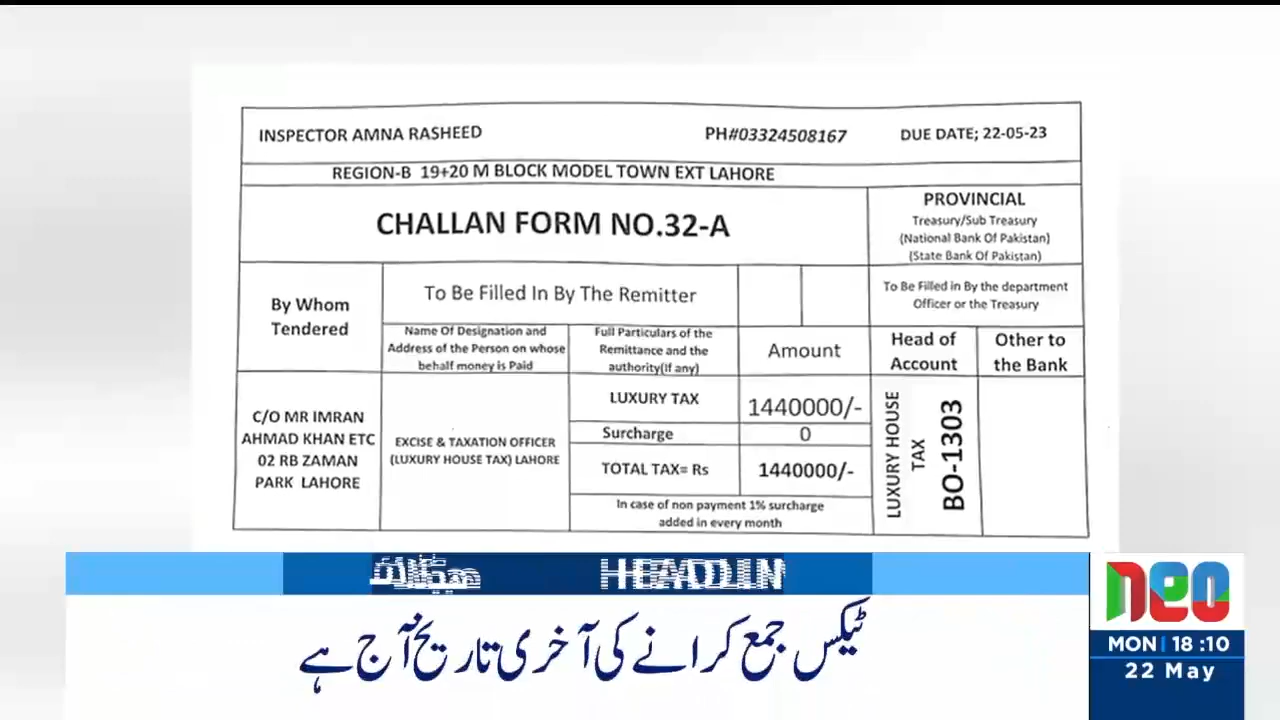 INSPECTOR AMNA RASHEED PH#03324508167 DUE DATE; 22-05-23
REGION-B 19+20 M BLOCK MODEL TOWN EXT LAHORE
CHALLAN FORM NO.32-A
PROVINCIAL
Treasury/Sub Treasury
(National Bank Of Pakistan)
(State Bank Of Pakistan)
By Whom
Tendered
To Be Filled In By The Remitter
To Be Filled In By the department
Officer or the Treasury
Name Of Designation and
Address of the Person on whose
behalf money is Paid
Full Particulars of the
Remittance and the
authority(If any)
Amount
Head of
Account
Other to
the Bank
C/O MR IMRAN
AHMAD KHAN ETC
02 RB ZAMAN
PARK LAHORE
EXCISE & TAXATION OFFICER
(LUXURY HOUSE TAX) LAHORE
LUXURY TAX 1440000/-
Surcharge 0
TOTAL TAX= Rs 1440000/-
In case of non payment 1% surcharge
added in every month
LUXURY HOUSE
TAX
BO-1303
ٹیکس جمع کرانے کی آخری تاریخ آج ہے
neo
MON 18:10
22 May